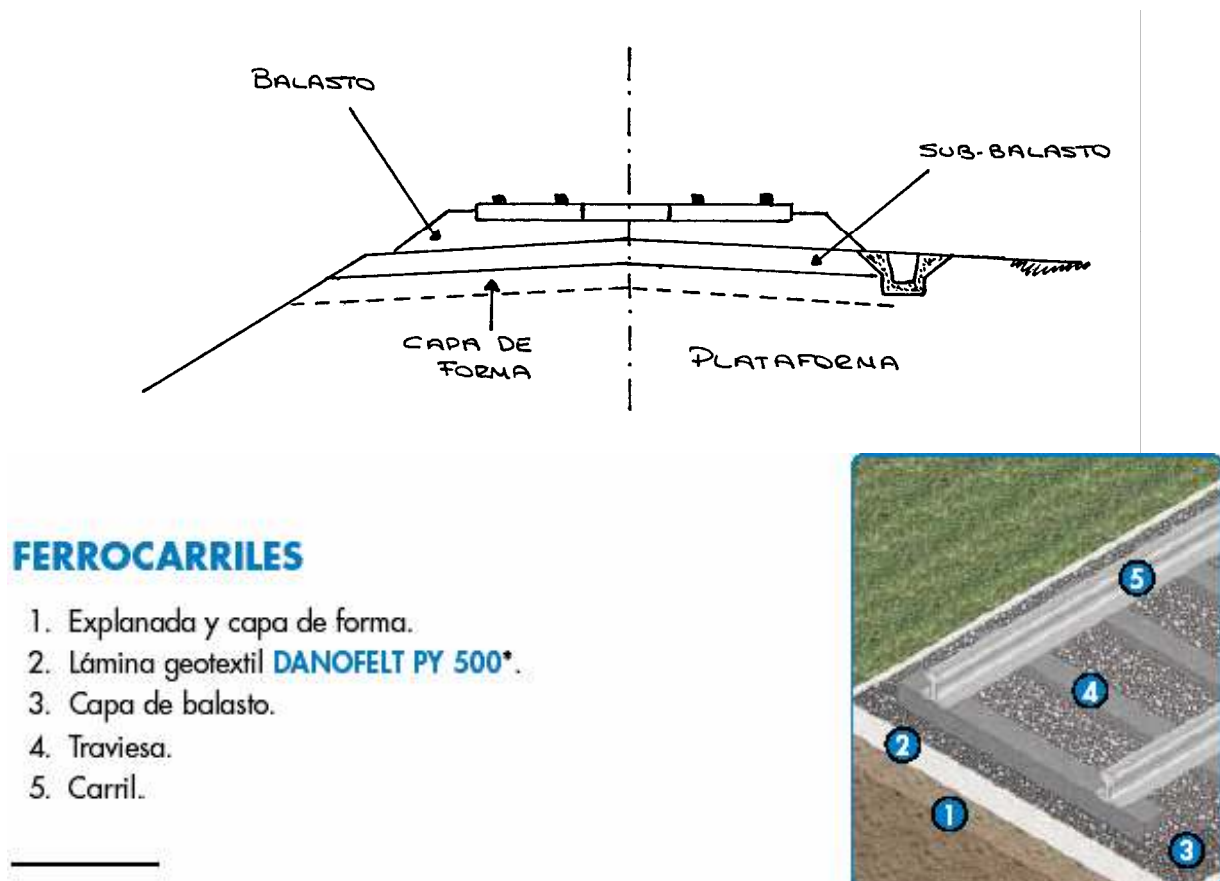 BALASTO
SUB-BALASTO
CAPA DE
FORMA
PLATAFORMA
FERROCARRILES
1. Explanada y capa de forma.
2. Lámina geotextil DANOFELT PY 500*.
3. Capa de balasto.
4. Traviesa.
5. Carril.
5
4
2
1
3